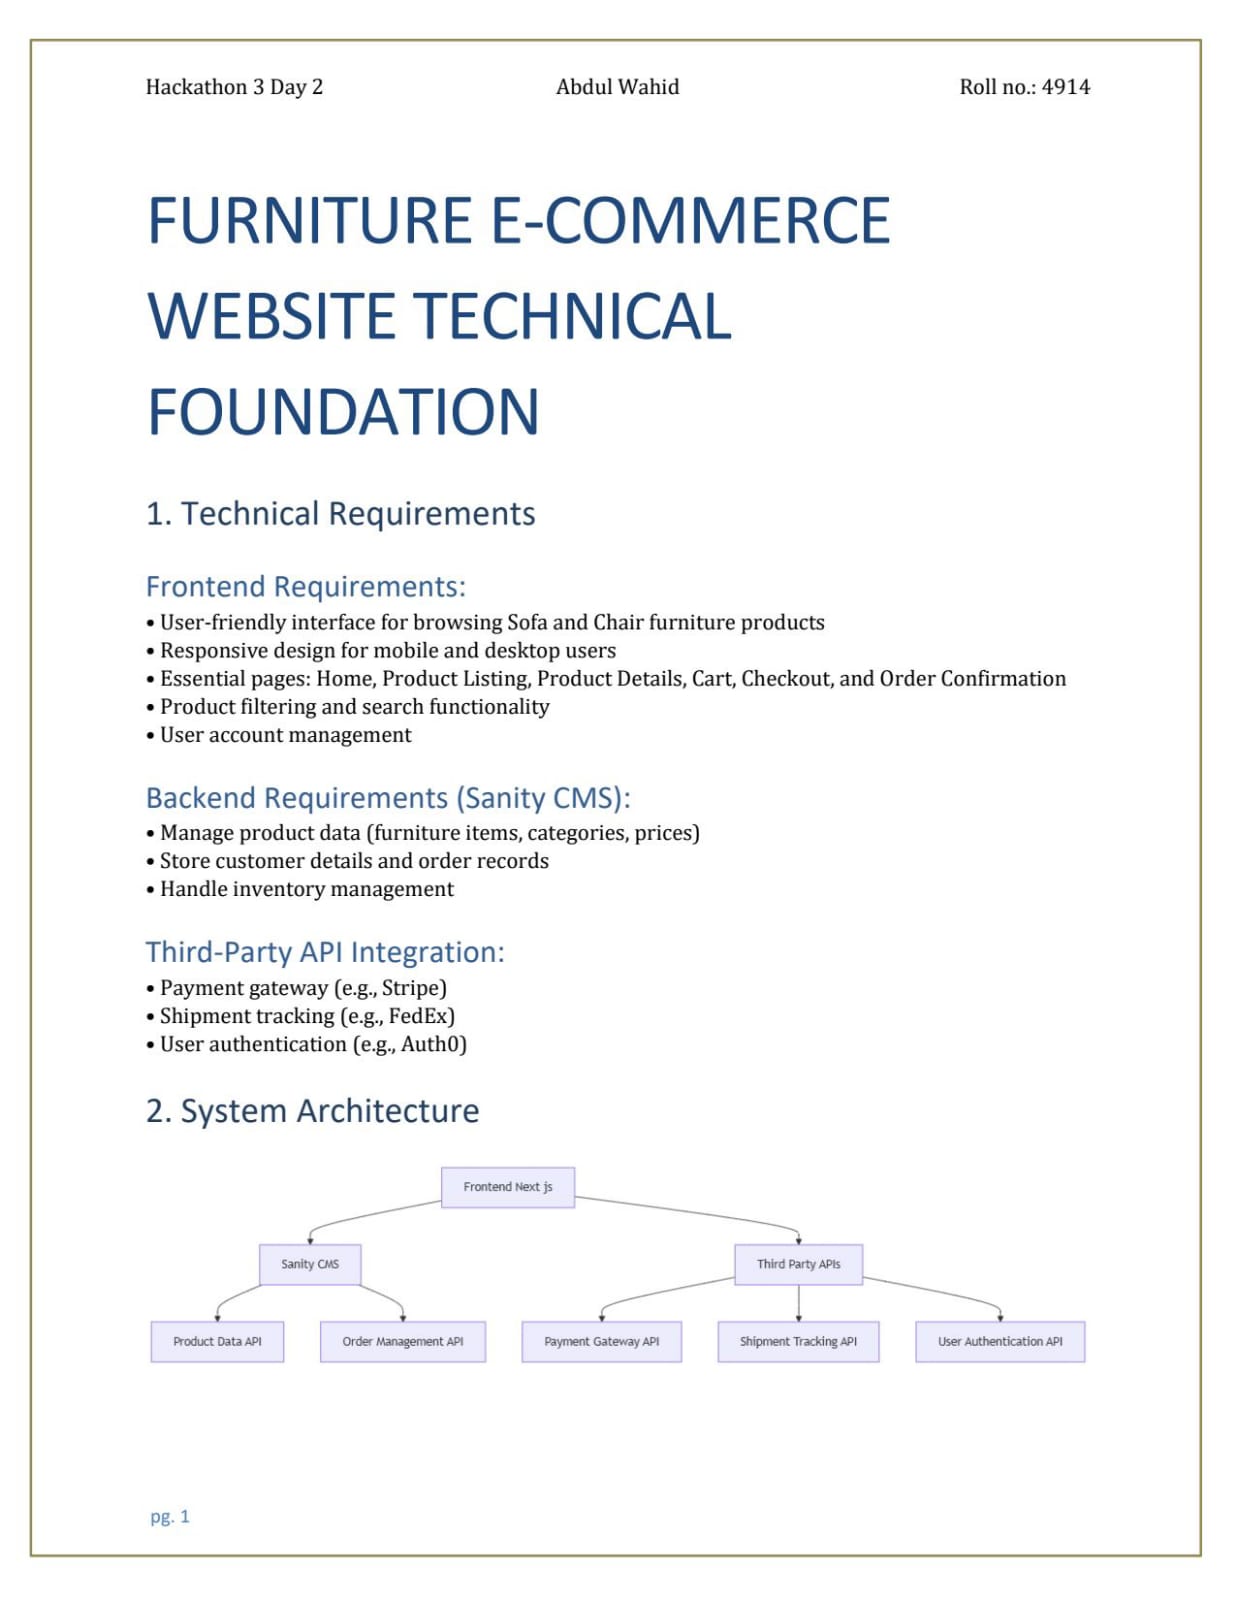 Hackathon 3 Day 2 Abdul Wahid Roll no.: 4914
FURNITURE E-COMMERCE
WEBSITE TECHNICAL
FOUNDATION
1. Technical Requirements
Frontend Requirements:
• User-friendly interface for browsing Sofa and Chair furniture products
• Responsive design for mobile and desktop users
• Essential pages: Home, Product Listing, Product Details, Cart, Checkout, and Order Confirmation
• Product filtering and search functionality
• User account management
Backend Requirements (Sanity CMS):
• Manage product data (furniture items, categories, prices)
• Store customer details and order records
• Handle inventory management
Third-Party API Integration:
• Payment gateway (e.g., Stripe)
• Shipment tracking (e.g., FedEx)
• User authentication (e.g., Auth0)
2. System Architecture
Frontend Next js
Sanity CMS Third Party APIs
Product Data API Order Management API Payment Gateway API Shipment Tracking API User Authentication API
pg. 1